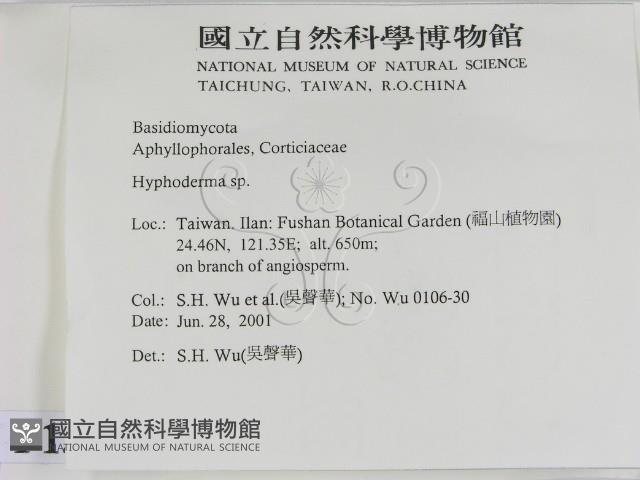 國立自然科學博物館
NATIONAL MUSEUM OF NATURAL SCIENCE
TAICHUNG, TAIWAN, R.O.CHINA
Basidiomycota
Aphyllophorales, Corticiaceae
Hyphoderma sp.
Loc.: Taiwan. Ilan: Fushan Botanical Garden (福山植物園)
24.46N, 121.35E; alt. 650m;
on branch of angiosperm.
Col.: S.H. Wu et al.(吳聲華); No. Wu 0106-30
Date: Jun. 28, 2001
Det.: S.H. Wu(吳聲華)
國立自然科學博物館
NATIONAL MUSEUM OF NATURAL SCIENCE